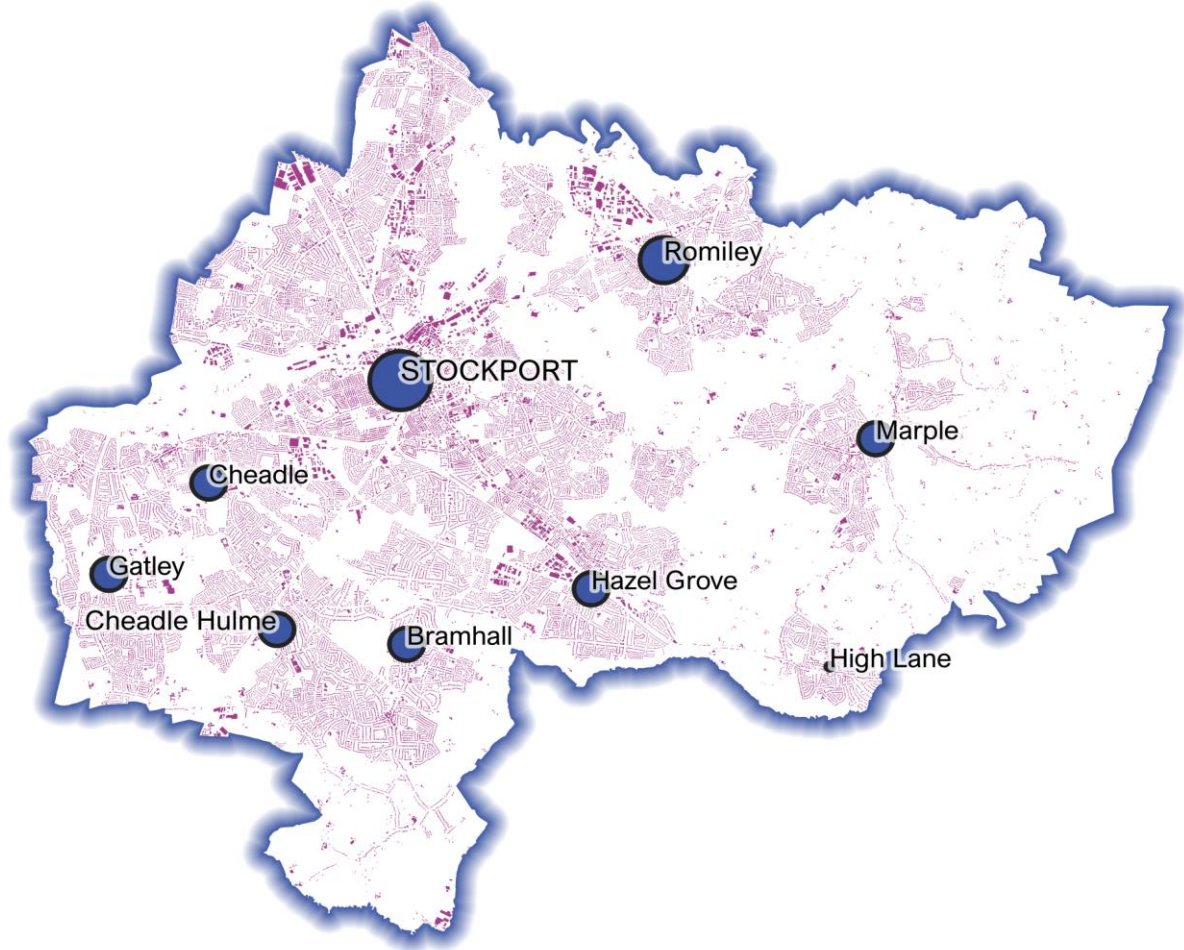 Romiley
STOCKPORT
Marple
Cheadle
Gatley
Hazel Grove
Cheadle Hulme
Bramhall
High Lane